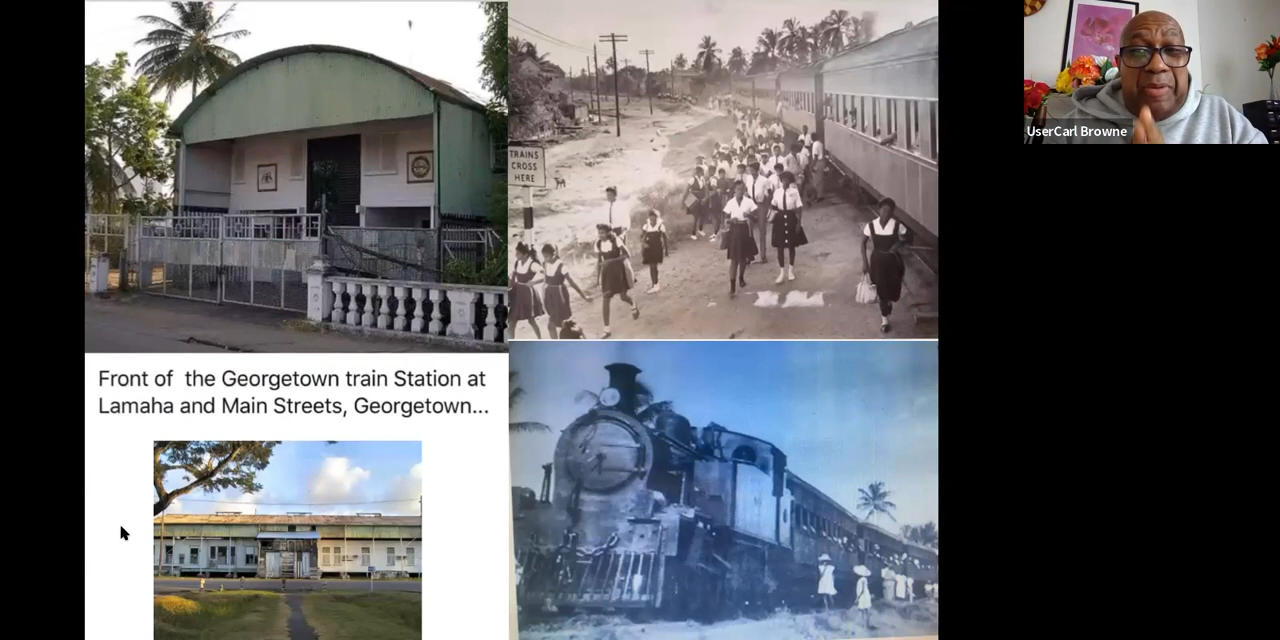 TRAINS
CROSS
HERE
UserCarl Browne
Front of the Georgetown train Station at
Lamaha and Main Streets, Georgetown...